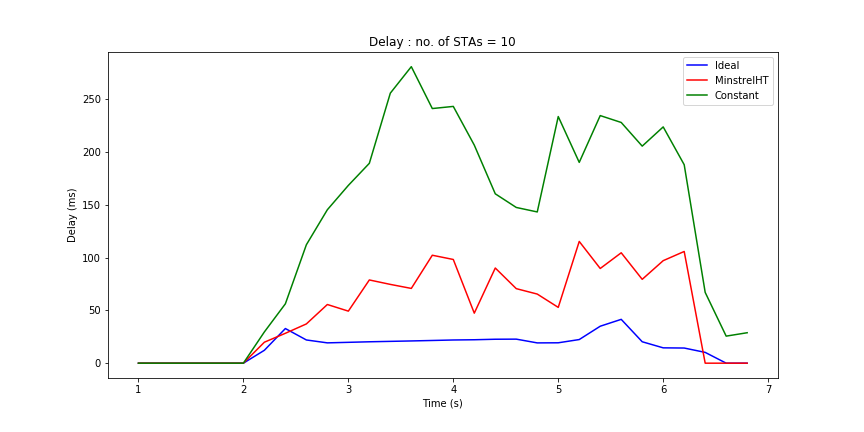 Delay : no. of STAs = 10
Ideal
MinstrelHT
Constant
Delay (ms)
250
200
150
100
50
0
1 2 3 4 5 6 7
Time (s)